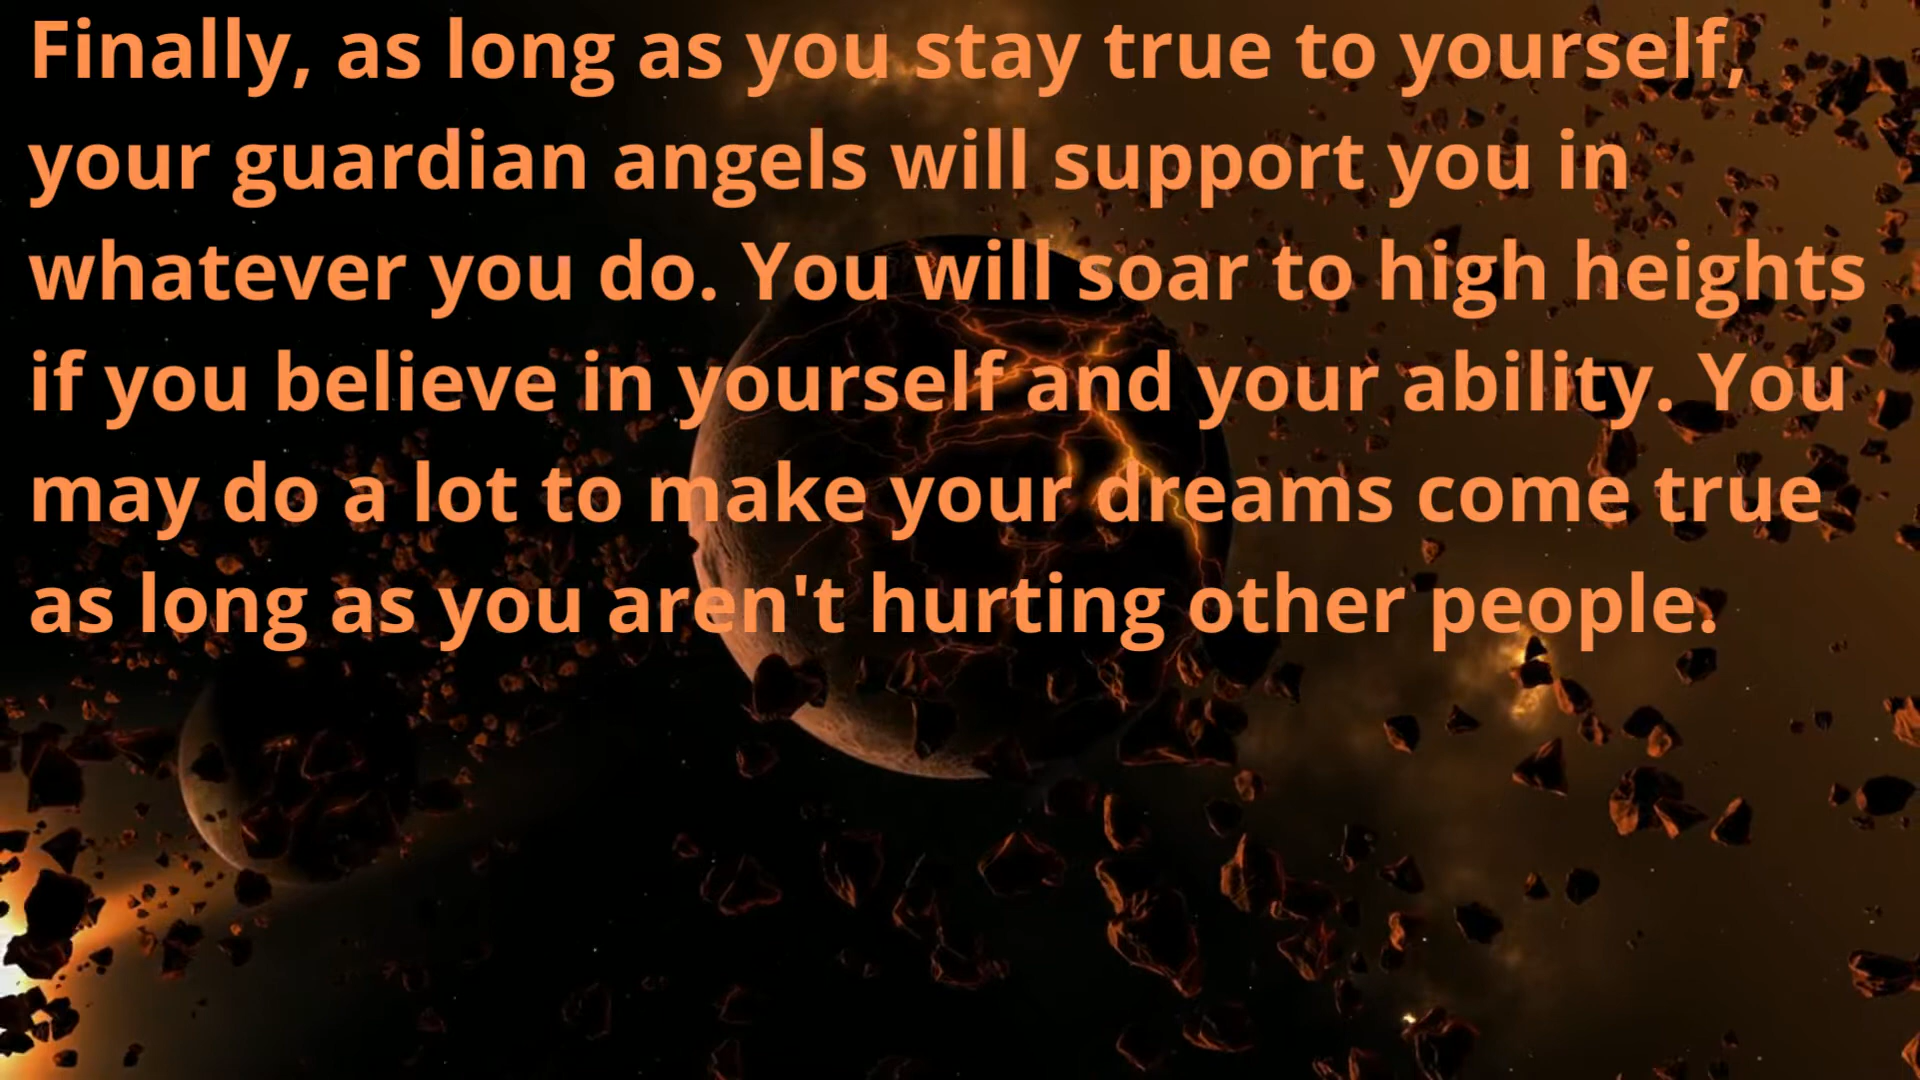 Finally, as long as you stay true to yourself,
your guardian angels will support you in
whatever you do. You will soar to high heights
if you believe in yourself and your ability. You
may do a lot to make your dreams come true
as long as you aren't hurting other people.